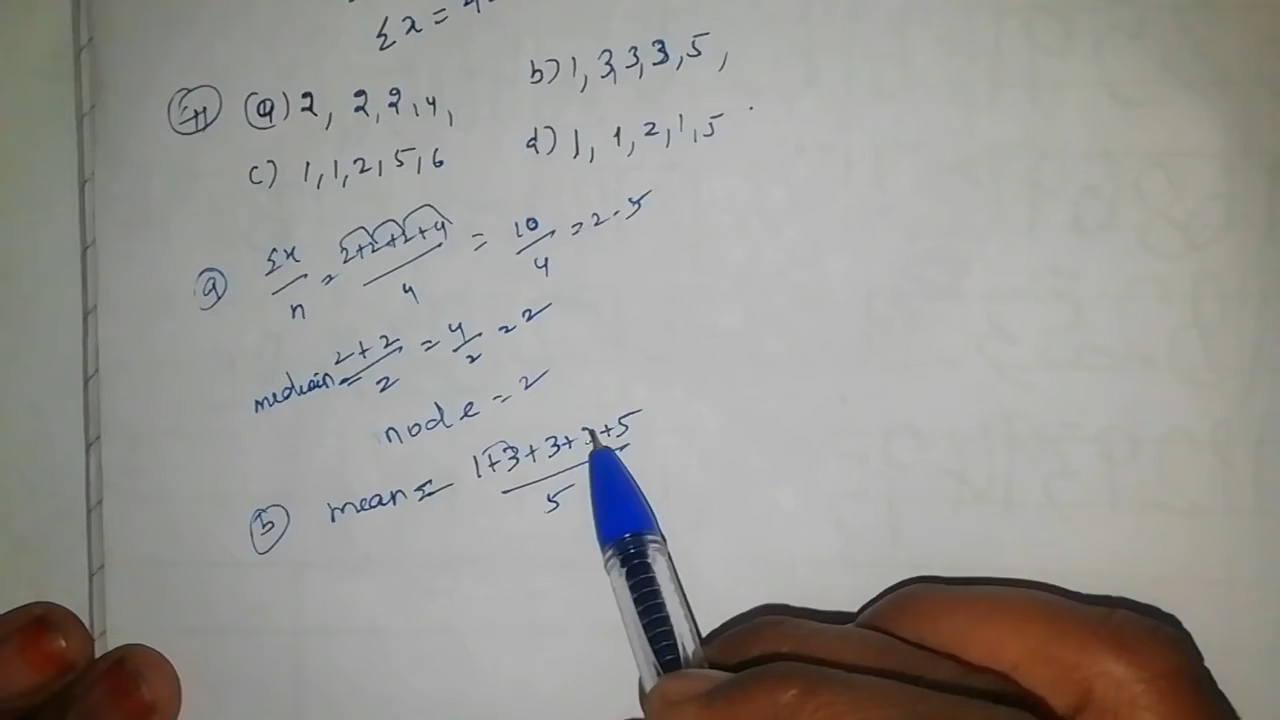 Σx = 4
(a) 2, 2,2,4,
b) 1, 3,3,3,5,
c) 1,1,2,5,6
d) 1, 1,2,1,5
(a) Σx/n = 2+2+2+4/4 = 10/4 = 2.5
median = 2+2/2 = 4/2 = 2
node = 2
(b) mean = 1+3+3+3+5/5